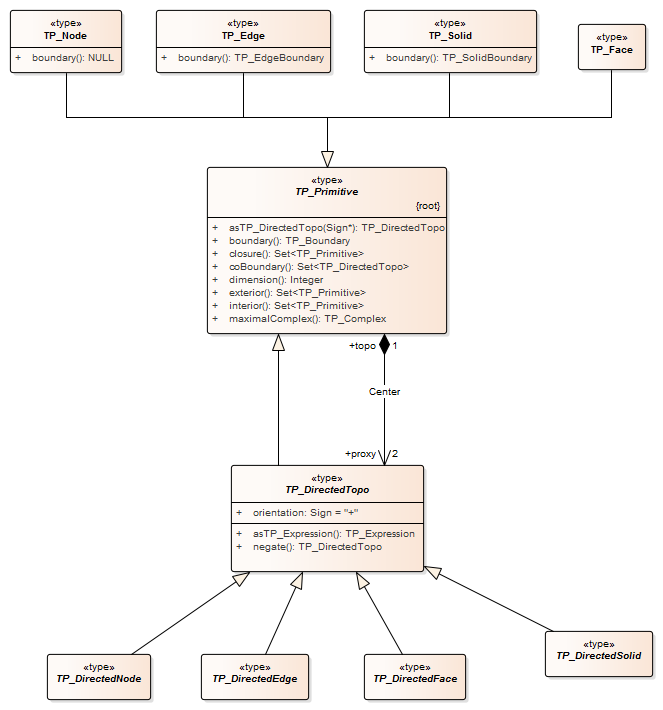 «type»
TP_Node
+ boundary(): NULL
«type»
TP_Edge
+ boundary(): TP_EdgeBoundary
«type»
TP_Solid
+ boundary(): TP_SolidBoundary
«type»
TP_Face
«type»
TP_Primitive
{root}
+ asTP_DirectedTopo(Sign*): TP_DirectedTopo
+ boundary(): TP_Boundary
+ closure(): Set<TP_Primitive>
+ coBoundary(): Set<TP_DirectedTopo>
+ dimension(): Integer
+ exterior(): Set<TP_Primitive>
+ interior(): Set<TP_Primitive>
+ maximalComplex(): TP_Complex
+topo 1
Center
+proxy 2
«type»
TP_DirectedTopo
+ orientation: Sign = "+"
+ asTP_Expression(): TP_Expression
+ negate(): TP_DirectedTopo
«type»
TP_DirectedNode
«type»
TP_DirectedEdge
«type»
TP_DirectedFace
«type»
TP_DirectedSolid